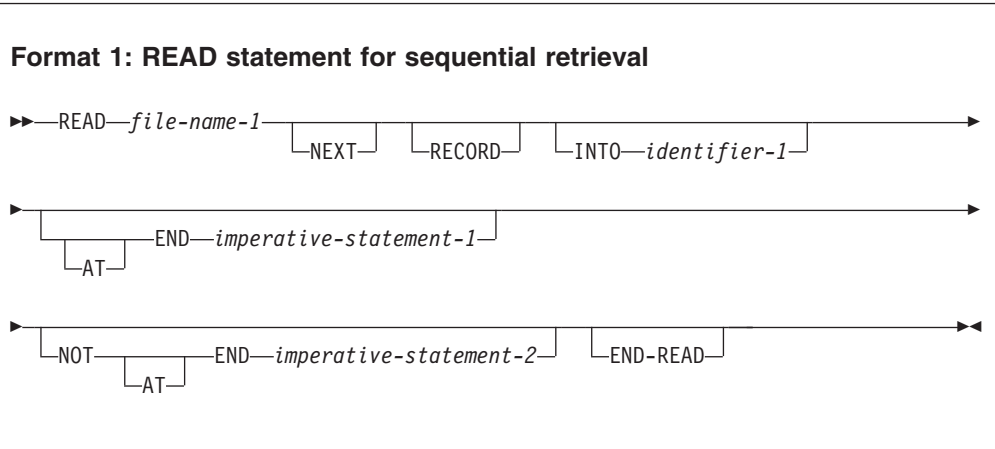 Format 1: READ statement for sequential retrieval
READ file-name-1
NEXT RECORD INTO identifier-1
END imperative-statement-1
AT
NOT END imperative-statement-2 END-READ
AT